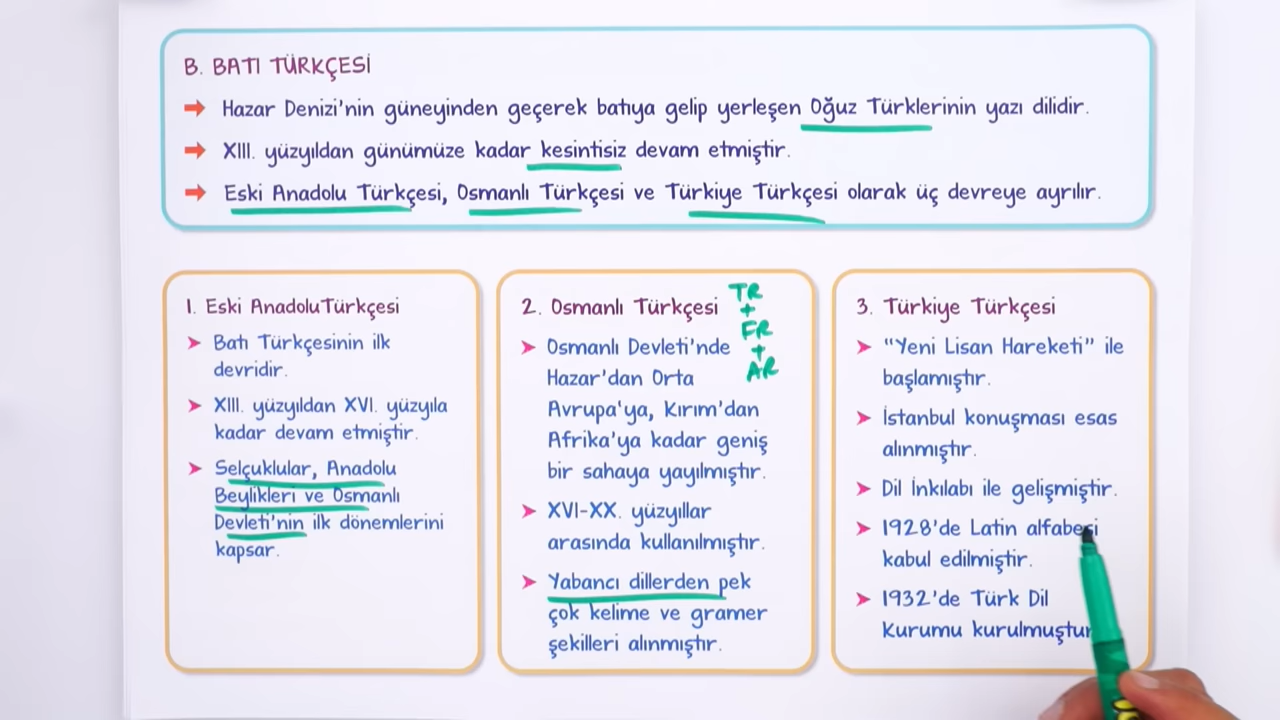 B. BATI TÜRKÇESİ
Hazar Denizi'nin güneyinden geçerek batıya gelip yerleşen Oğuz Türklerinin yazı dilidir.
XIII. yüzyıldan günümüze kadar kesintisiz devam etmiştir.
Eski Anadolu Türkçesi, Osmanlı Türkçesi ve Türkiye Türkçesi olarak üç devreye ayrılır.
1. Eski Anadolu Türkçesi
Batı Türkçesinin ilk
devridir.
XIII. yüzyıldan XVI. yüzyıla
kadar devam etmiştir.
Selçuklular, Anadolu
Beylikleri ve Osmanlı
Devleti'nin ilk dönemlerini
kapsar.
2. Osmanlı Türkçesi
TR
+
FR
+
AR
Osmanlı Devleti'nde
Hazar'dan Orta
Avrupa'ya, Kırım'dan
Afrika'ya kadar geniş
bir sahaya yayılmıştır.
XVI-XX. yüzyıllar
arasında kullanılmıştır.
Yabancı dillerden pek
çok kelime ve gramer
şekilleri alınmıştır.
3. Türkiye Türkçesi
"Yeni Lisan Hareketi" ile
başlamıştır.
İstanbul konuşması esas
alınmıştır.
Dil İnkılabı ile gelişmiştir.
1928'de Latin alfabesi
kabul edilmiştir.
1932'de Türk Dil
Kurumu kurulmuştur